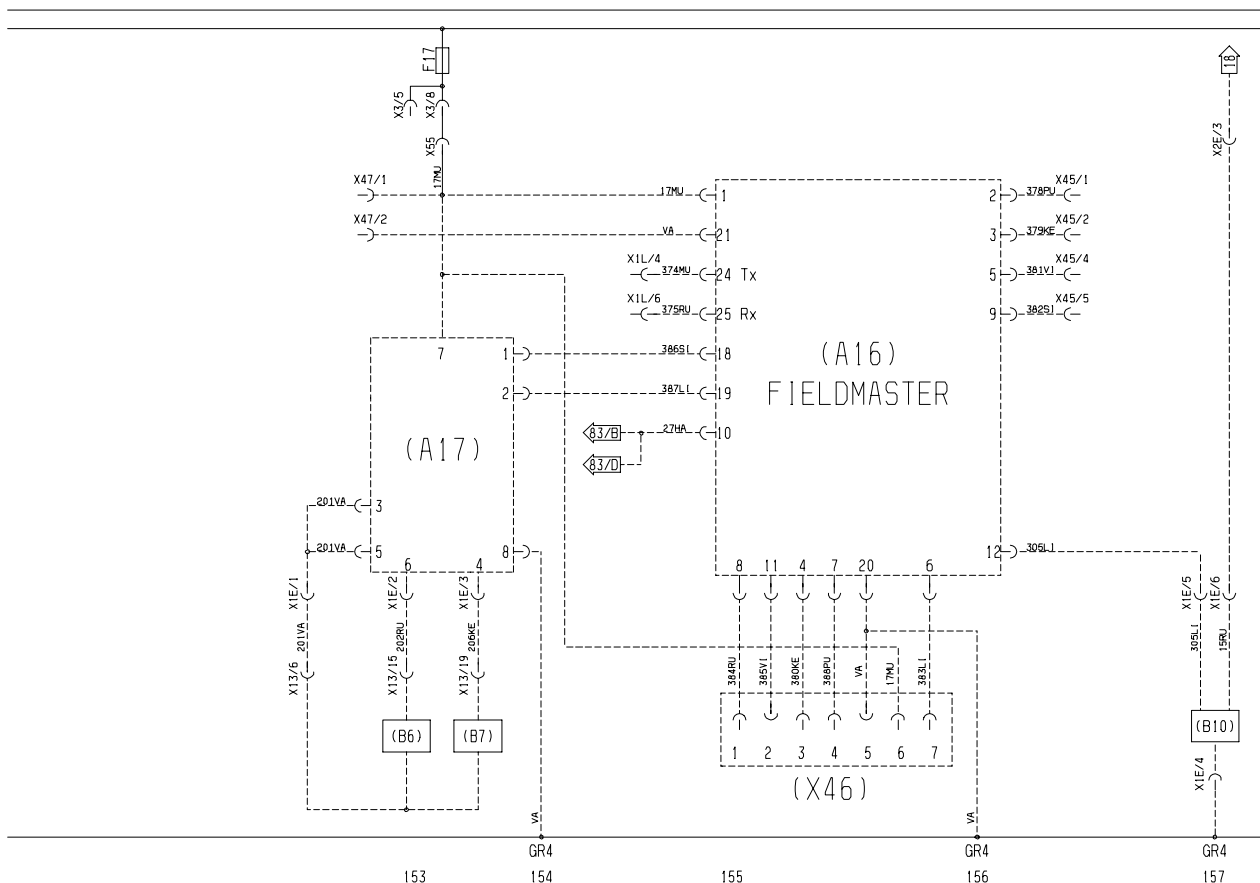 F17
18
X3/5
X3/8
X55
17MU
X2E/3
X47/1
17MU
1
2
378PU
X45/1
X47/2
VA
21
3
379KE
X45/2
X1L/4
374MU
24 Tx
5
381VI
X45/4
X1L/6
375RU
25 Rx
9
382SI
X45/5
7
1
386SI
18
(A16)
2
387LI
19
FIELDMASTER
(A17)
83/B
27HA
10
83/D
201VA
3
201VA
5
6
4
8
12
305LI
8
11
4
7
20
6
X1E/1
X1E/2
X1E/3
X1E/5
X1E/6
201VA
202RU
206KE
305LI
15RU
X13/6
X13/15
X13/19
384RU
385VI
380KE
388PU
VA
17MU
383LI
(B6)
(B7)
(B10)
1
2
3
4
5
6
7
X1E/4
(X46)
VA
VA
GR4
GR4
GR4
153
154
155
156
157